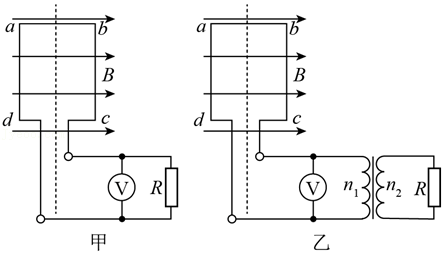 a b a b
B B
d c d c
V R V n₁ n₂ R
甲 乙